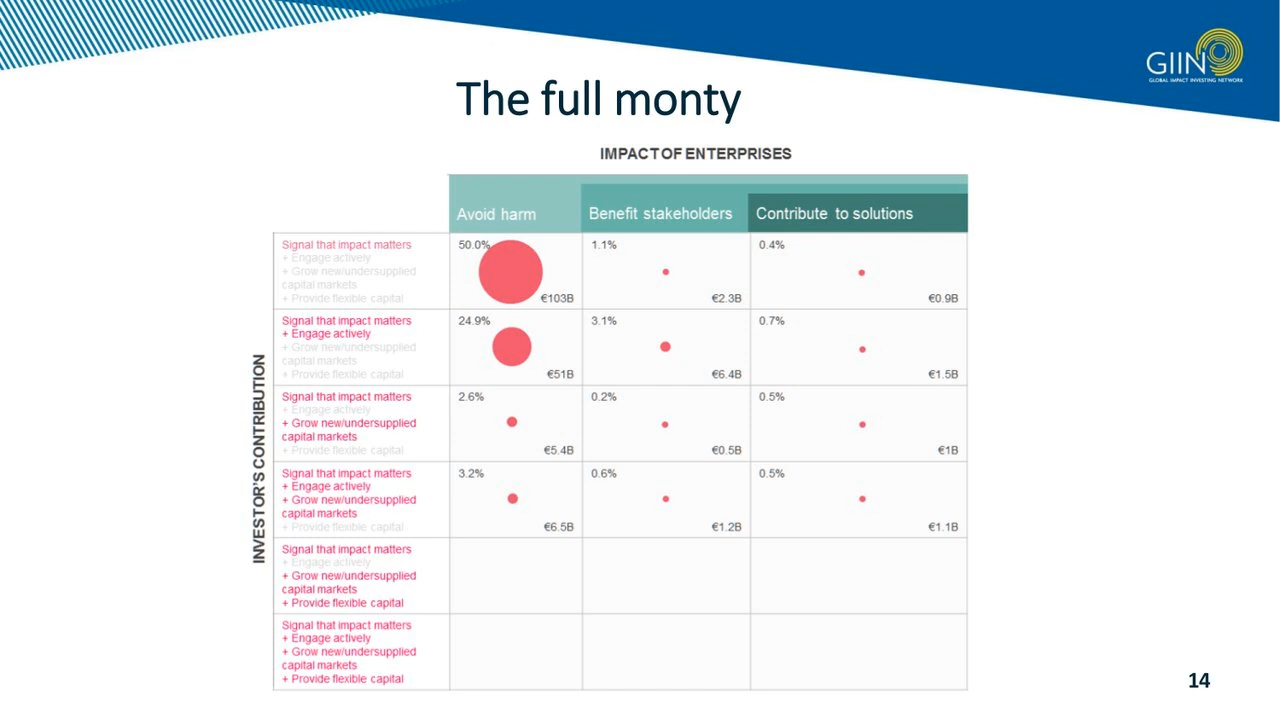 GIIN
GLOBAL IMPACT INVESTING NETWORK
The full monty
IMPACT OF ENTERPRISES
Avoid harm
Benefit stakeholders
Contribute to solutions
INVESTOR'S CONTRIBUTION
Signal that impact matters
+ Engage actively
+ Grow new/undersupplied
capital markets
+ Provide flexible capital
50.0%
€103B
1.1%
€2.3B
0.4%
€0.9B
Signal that impact matters
+ Engage actively
+ Grow new/undersupplied
capital markets
+ Provide flexible capital
24.9%
€51B
3.1%
€6.4B
0.7%
€1.5B
Signal that impact matters
+ Engage actively
+ Grow new/undersupplied
capital markets
+ Provide flexible capital
2.6%
€5.4B
0.2%
€0.5B
0.5%
€1B
Signal that impact matters
+ Engage actively
+ Grow new/undersupplied
capital markets
+ Provide flexible capital
3.2%
€6.5B
0.6%
€1.2B
0.5%
€1.1B
Signal that impact matters
+ Engage actively
+ Grow new/undersupplied
capital markets
+ Provide flexible capital
Signal that impact matters
+ Engage actively
+ Grow new/undersupplied
capital markets
+ Provide flexible capital
14